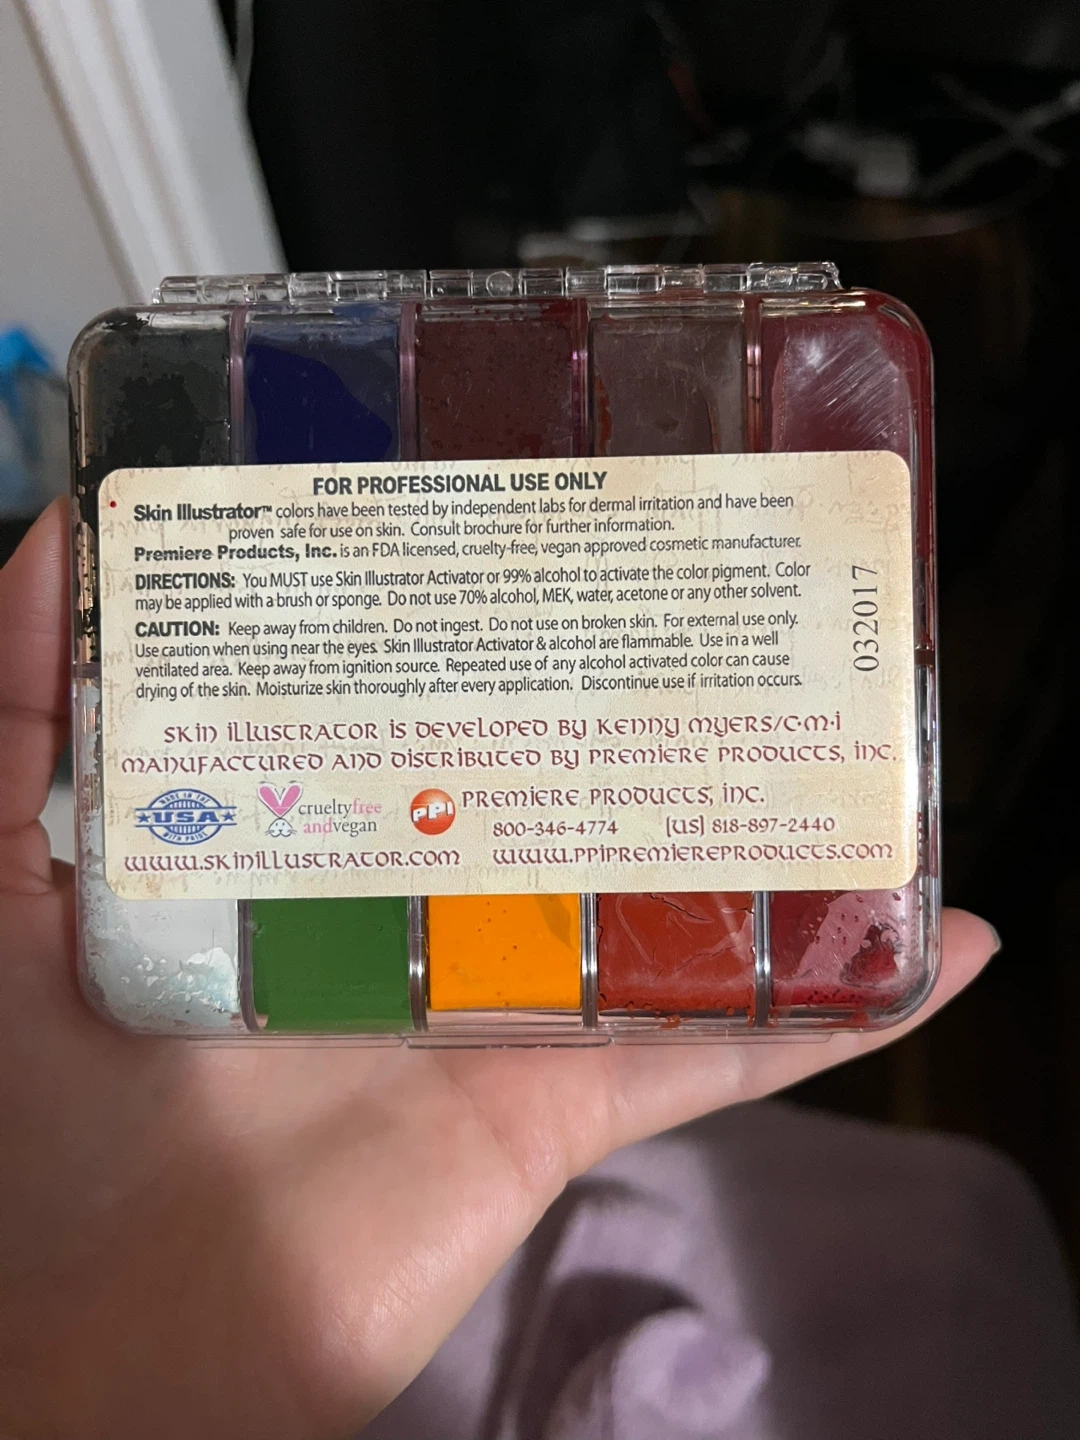 FOR PROFESSIONAL USE ONLY
Skin Illustrator™ colors have been tested by independent labs for dermal irritation and have been
proven safe for use on skin. Consult brochure for further information.
Premiere Products, Inc. is an FDA licensed, cruelty-free, vegan approved cosmetic manufacturer.
DIRECTIONS: You MUST use Skin Illustrator Activator or 99% alcohol to activate the color pigment. Color
may be applied with a brush or sponge. Do not use 70% alcohol, MEK, water, acetone or any other solvent.
CAUTION: Keep away from children. Do not ingest. Do not use on broken skin. For external use only.
Use caution when using near the eyes. Skin Illustrator Activator & alcohol are flammable. Use in a well
ventilated area. Keep away from ignition source. Repeated use of any alcohol activated color can cause
drying of the skin. Moisturize skin thoroughly after every application. Discontinue use if irritation occurs.
032017
SKIN ILLUSTRATOR IS DEVELOPED BY KENNY MYERS/C·M·I
MANUFACTURED AND DISTRIBUTED BY PREMIERE PRODUCTS, INC.
MADE IN THE
USA
WITH PRIDE
crueltyfree
andvegan
PPI
PREMIERE PRODUCTS, INC.
800-346-4774 [US] 818-897-2440
WWW.SKINILLUSTRATOR.COM WWW.PPIPREMIEREPRODUCTS.COM